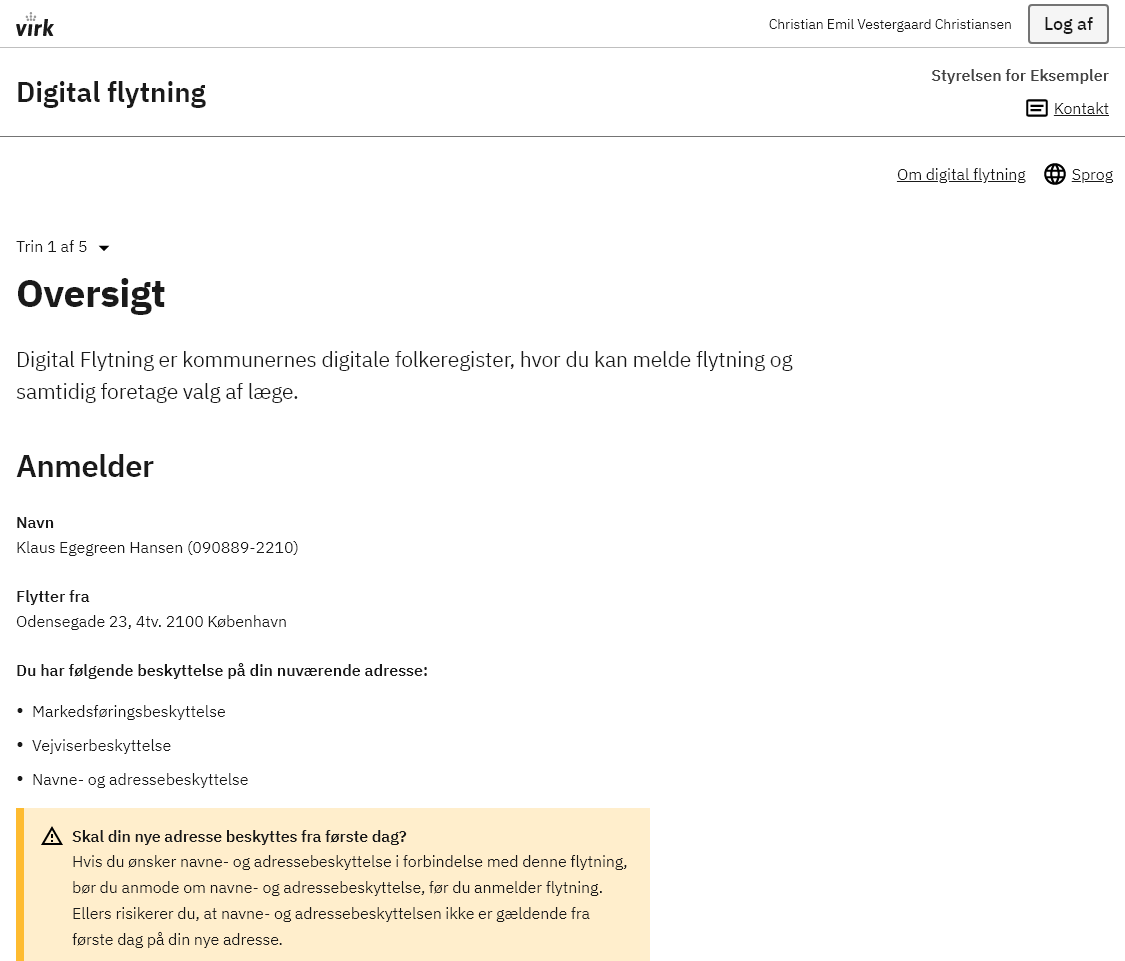 virk
Christian Emil Vestergaard Christiansen
Log af
Digital flytning
Styrelsen for Eksempler
Kontakt
Om digital flytning
Sprog
Trin 1 af 5
Oversigt
Digital Flytning er kommunernes digitale folkeregister, hvor du kan melde flytning og
samtidig foretage valg af læge.
Anmelder
Navn
Klaus Egegreen Hansen (090889-2210)
Flytter fra
Odensegade 23, 4tv. 2100 København
Du har følgende beskyttelse på din nuværende adresse:
• Markedsføringsbeskyttelse
• Vejviserbeskyttelse
• Navne- og adressebeskyttelse
Skal din nye adresse beskyttes fra første dag?
Hvis du ønsker navne- og adressebeskyttelse i forbindelse med denne flytning,
bør du anmode om navne- og adressebeskyttelse, før du anmelder flytning.
Ellers risikerer du, at navne- og adressebeskyttelsen ikke er gældende fra
første dag på din nye adresse.